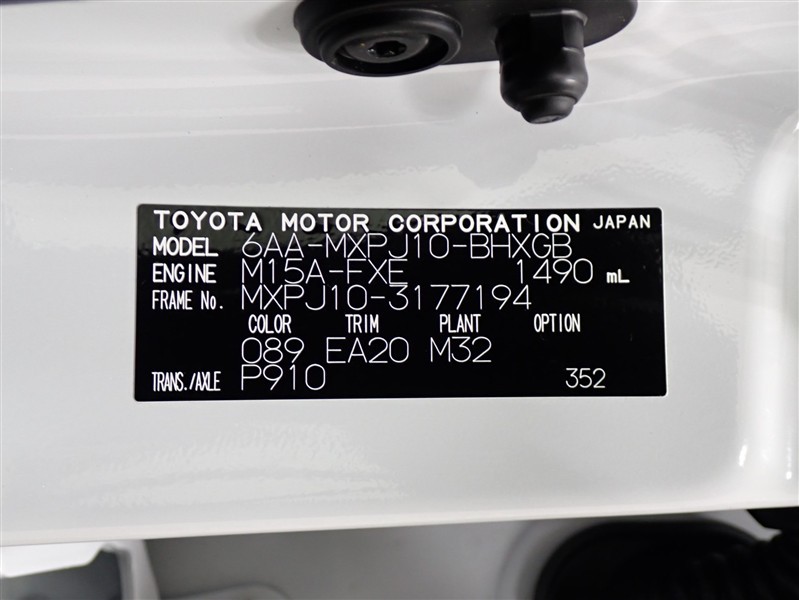 TOYOTA MOTOR CORPORATION JAPAN
MODEL 6AA-MXPJ10-BHXGB
ENGINE M15A-FXE 1490 mL
FRAME No. MXPJ10-3177194
COLOR TRIM PLANT OPTION
089 EA20 M32
TRANS./AXLE P910 352